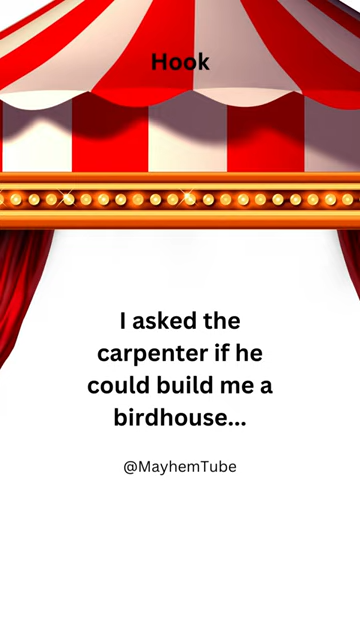 Hook
I asked the
carpenter if he
could build me a
birdhouse...
@MayhemTube